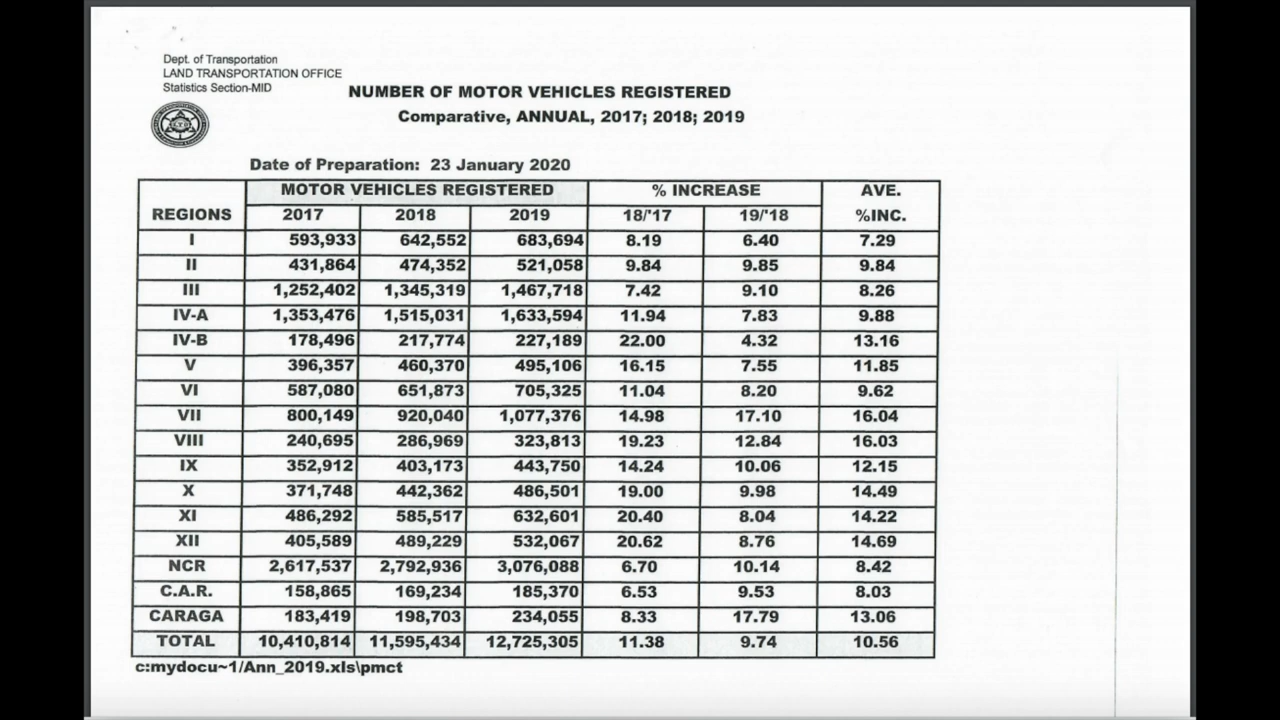 Dept. of Transportation
LAND TRANSPORTATION OFFICE
Statistics Section-MID
NUMBER OF MOTOR VEHICLES REGISTERED
Comparative, ANNUAL, 2017; 2018; 2019
Date of Preparation: 23 January 2020
MOTOR VEHICLES REGISTERED % INCREASE AVE.
REGIONS 2017 2018 2019 18/'17 19/'18 %INC.
I 593,933 642,552 683,694 8.19 6.40 7.29
II 431,864 474,352 521,058 9.84 9.85 9.84
III 1,252,402 1,345,319 1,467,718 7.42 9.10 8.26
IV-A 1,353,476 1,515,031 1,633,594 11.94 7.83 9.88
IV-B 178,496 217,774 227,189 22.00 4.32 13.16
V 396,357 460,370 495,106 16.15 7.55 11.85
VI 587,080 651,873 705,325 11.04 8.20 9.62
VII 800,149 920,040 1,077,376 14.98 17.10 16.04
VIII 240,695 286,969 323,813 19.23 12.84 16.03
IX 352,912 403,173 443,750 14.24 10.06 12.15
X 371,748 442,362 486,501 19.00 9.98 14.49
XI 486,292 585,517 632,601 20.40 8.04 14.22
XII 405,589 489,229 532,067 20.62 8.76 14.69
NCR 2,617,537 2,792,936 3,076,088 6.70 10.14 8.42
C.A.R. 158,865 169,234 185,370 6.53 9.53 8.03
CARAGA 183,419 198,703 234,055 8.33 17.79 13.06
TOTAL 10,410,814 11,595,434 12,725,305 11.38 9.74 10.56
c:mydocu~1/Ann_2019.xls\pmct